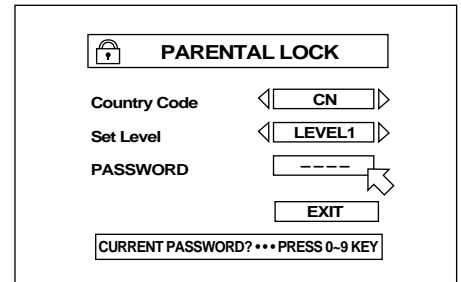 PARENTAL LOCK
Country Code CN
Set Level LEVEL1
PASSWORD – – – –
EXIT
CURRENT PASSWORD? ••• PRESS 0~9 KEY